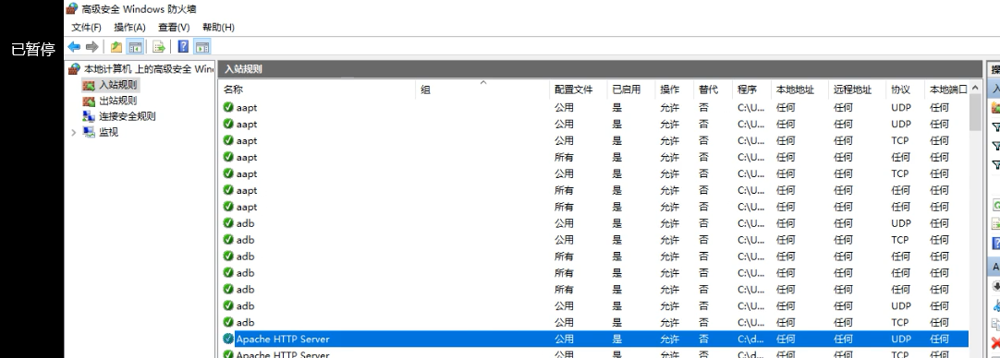 高级安全 Windows 防火墙
文件(F) 操作(A) 查看(V) 帮助(H)
已暂停
本地计算机 上的高级安全 Win
入站规则
出站规则
连接安全规则
监视
入站规则
名称 组 配置文件 已启用 操作 替代 程序 本地地址 远程地址 协议 本地端口
aapt 公用 是 允许 否 C:\U... 任何 任何 UDP 任何
aapt 公用 是 允许 否 C:\U... 任何 任何 UDP 任何
aapt 公用 是 允许 否 C:\U... 任何 任何 TCP 任何
aapt 所有 是 允许 否 C:\U... 任何 任何 任何 任何
aapt 公用 是 允许 否 C:\U... 任何 任何 TCP 任何
aapt 所有 是 允许 否 C:\U... 任何 任何 任何 任何
aapt 所有 是 允许 否 C:\U... 任何 任何 任何 任何
adb 公用 是 允许 否 C:\U... 任何 任何 UDP 任何
adb 公用 是 允许 否 C:\U... 任何 任何 TCP 任何
adb 所有 是 允许 否 C:\U... 任何 任何 任何 任何
adb 所有 是 允许 否 C:\U... 任何 任何 任何 任何
adb 所有 是 允许 否 C:\U... 任何 任何 任何 任何
adb 公用 是 允许 否 C:\U... 任何 任何 UDP 任何
adb 公用 是 允许 否 C:\U... 任何 任何 TCP 任何
Apache HTTP Server 公用 是 允许 否 C:\d... 任何 任何 UDP 任何
Apache HTTP Server 公用 是 允许 否 C:\d... 任何 任何 TCP 任何